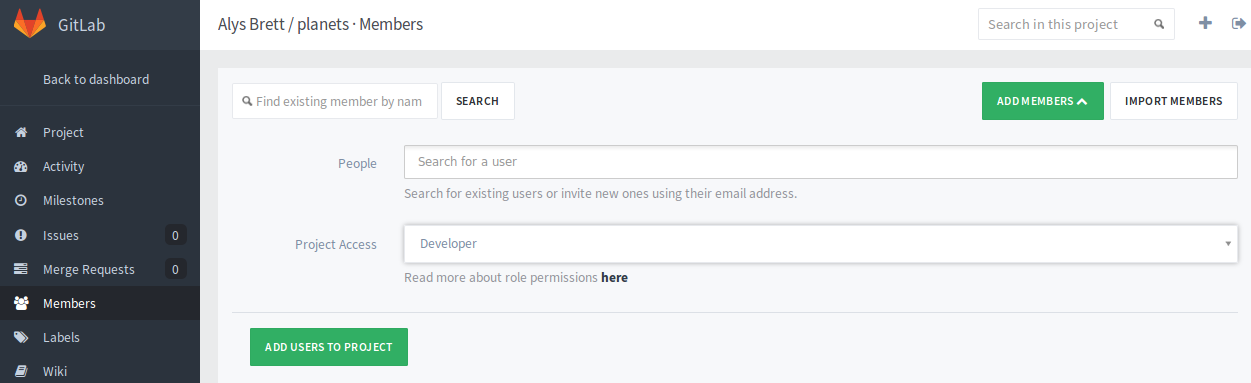 GitLab
Alys Brett / planets · Members
Search in this project
Back to dashboard
Find existing member by nam
SEARCH
ADD MEMBERS
IMPORT MEMBERS
Project
Activity
Milestones
Issues 0
Merge Requests 0
Members
Labels
Wiki
People
Search for a user
Search for existing users or invite new ones using their email address.
Project Access
Developer
Read more about role permissions here
ADD USERS TO PROJECT